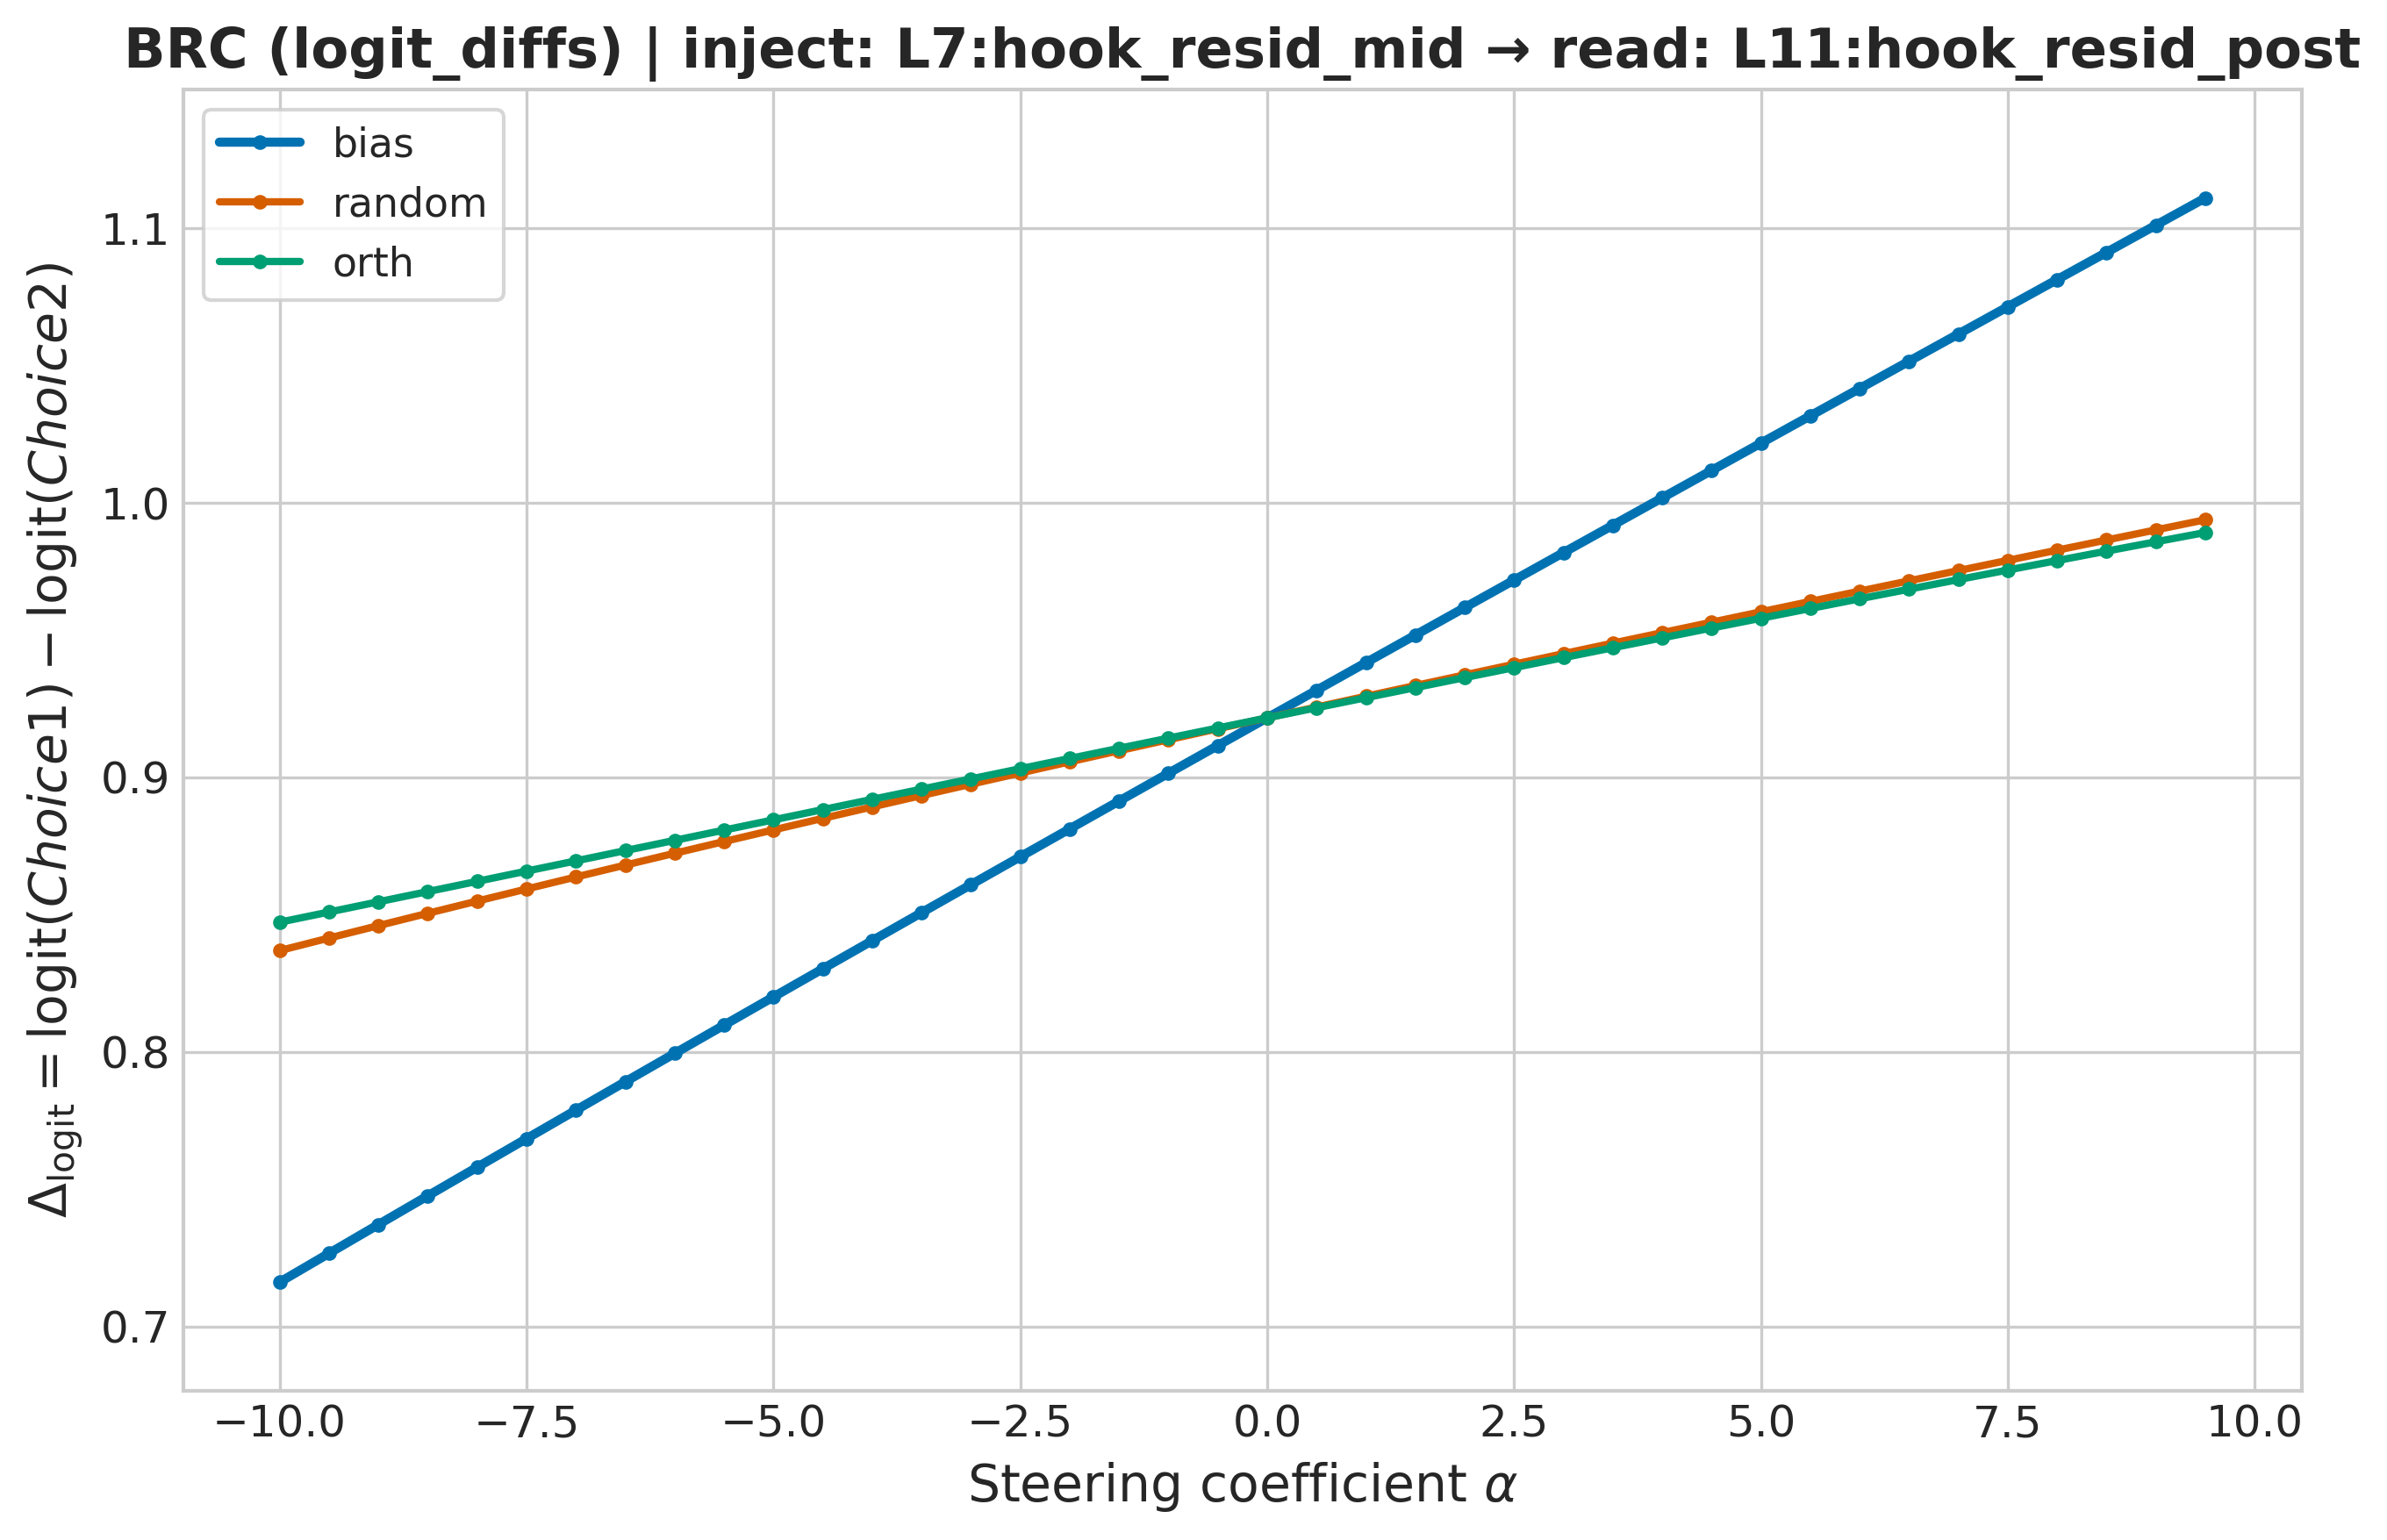 BRC (logit_diffs) | inject: L7:hook_resid_mid → read: L11:hook_resid_post
bias
random
orth
Δlogit = logit(Choice1) − logit(Choice2)
1.1
1.0
0.9
0.8
0.7
−10.0 −7.5 −5.0 −2.5 0.0 2.5 5.0 7.5 10.0
Steering coefficient α